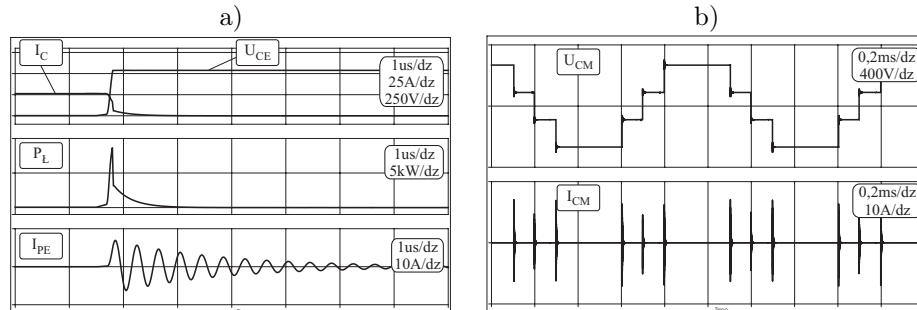 a)
I_C
U_CE
1us/dz
25A/dz
250V/dz
P_Ł
1us/dz
5kW/dz
I_PE
1us/dz
10A/dz
b)
U_CM
0,2ms/dz
400V/dz
I_CM
0,2ms/dz
10A/dz